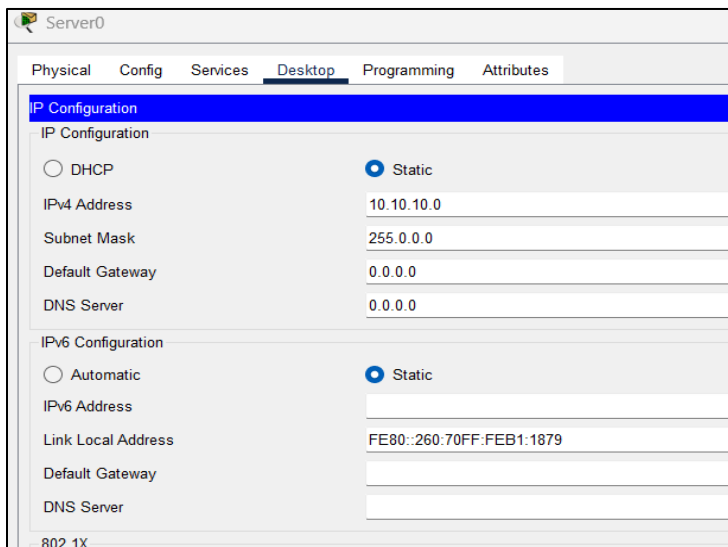 Server0
Physical Config Services Desktop Programming Attributes
IP Configuration
IP Configuration
DHCP Static
IPv4 Address 10.10.10.0
Subnet Mask 255.0.0.0
Default Gateway 0.0.0.0
DNS Server 0.0.0.0
IPv6 Configuration
Automatic Static
IPv6 Address
Link Local Address FE80::260:70FF:FEB1:1879
Default Gateway
DNS Server
802.1X